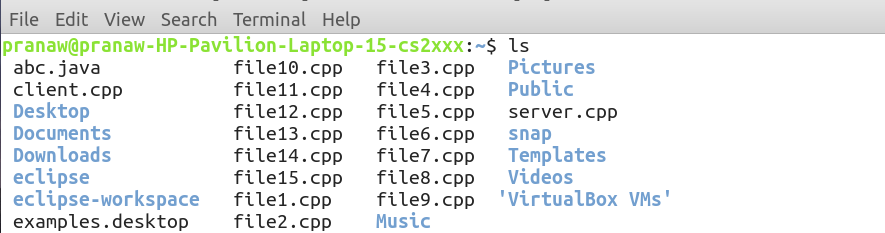 File Edit View Search Terminal Help
pranaw@pranaw-HP-Pavilion-Laptop-15-cs2xxx:~$ ls
abc.java file10.cpp file3.cpp Pictures
client.cpp file11.cpp file4.cpp Public
Desktop file12.cpp file5.cpp server.cpp
Documents file13.cpp file6.cpp snap
Downloads file14.cpp file7.cpp Templates
eclipse file15.cpp file8.cpp Videos
eclipse-workspace file1.cpp file9.cpp 'VirtualBox VMs'
examples.desktop file2.cpp Music